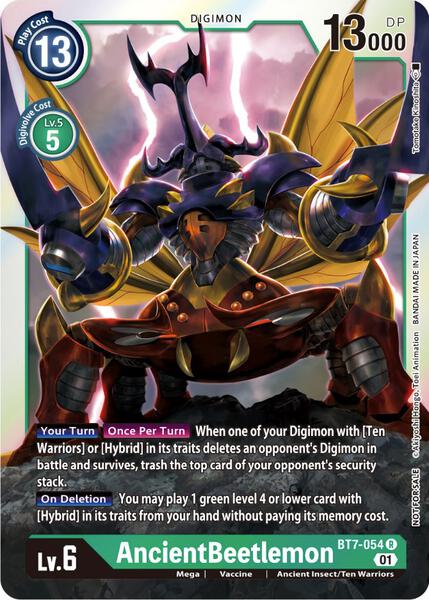 Play Cost
13
DIGIMON
DP
13000
Digivolve Cost
Lv.5
5
Tomotake Kinoshita
NOT FOR SALE ©Akiyoshi Hongo, Toei Animation BANDAI MADE IN JAPAN
Your Turn Once Per Turn When one of your Digimon with [Ten
Warriors] or [Hybrid] in its traits deletes an opponent's Digimon in
battle and survives, trash the top card of your opponent's security
stack.
On Deletion You may play 1 green level 4 or lower card with
[Hybrid] in its traits from your hand without paying its memory cost.
Lv.6
AncientBeetlemon
BT7-054 R
01
Mega | Vaccine | Ancient Insect/Ten Warriors